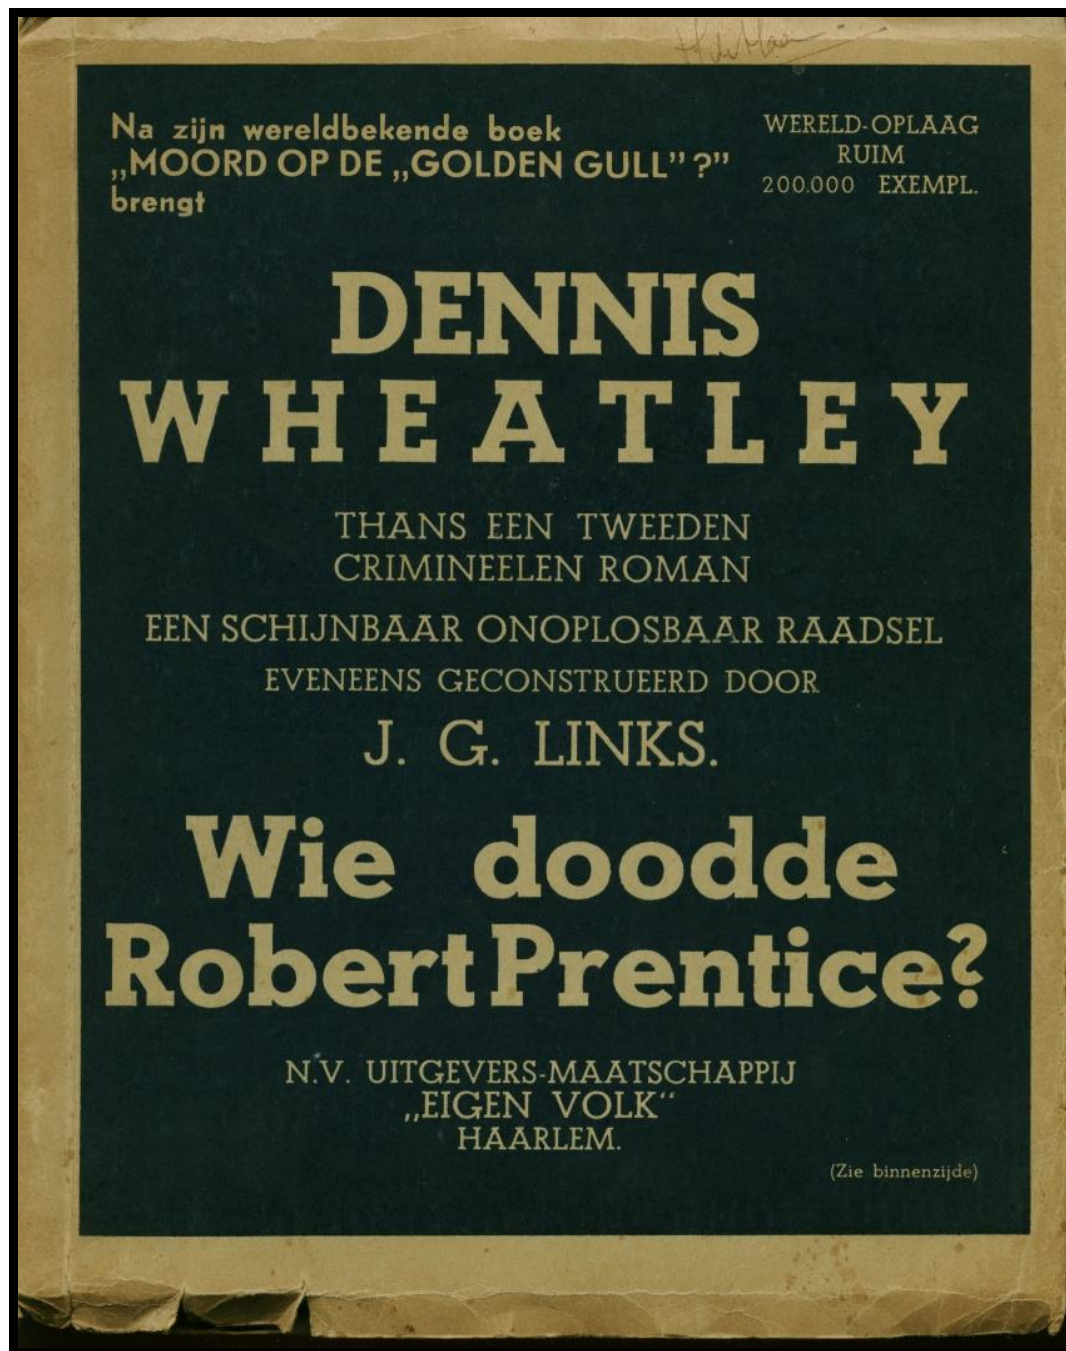 Na zijn wereldbekende boek
„MOORD OP DE „GOLDEN GULL” ?”
brengt
WERELD-OPLAAG
RUIM
200.000 EXEMPL.
DENNIS
WHEATLEY
THANS EEN TWEEDEN
CRIMINEELEN ROMAN
EEN SCHIJNBAAR ONOPLOSBAAR RAADSEL
EVENEENS GECONSTRUEERD DOOR
J. G. LINKS.
Wie doodde
Robert Prentice?
N.V. UITGEVERS-MAATSCHAPPIJ
„EIGEN VOLK“
HAARLEM.
(Zie binnenzijde)